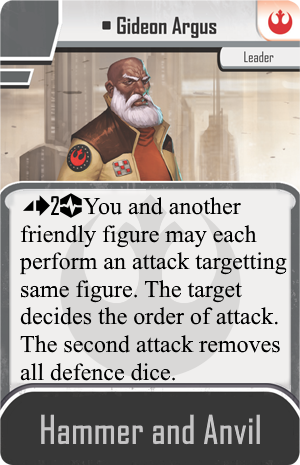 ▪ Gideon Argus
Leader
2 You and another
friendly figure may each
perform an attack targetting
same figure. The target
decides the order of attack.
The second attack removes
all defence dice.
Hammer and Anvil